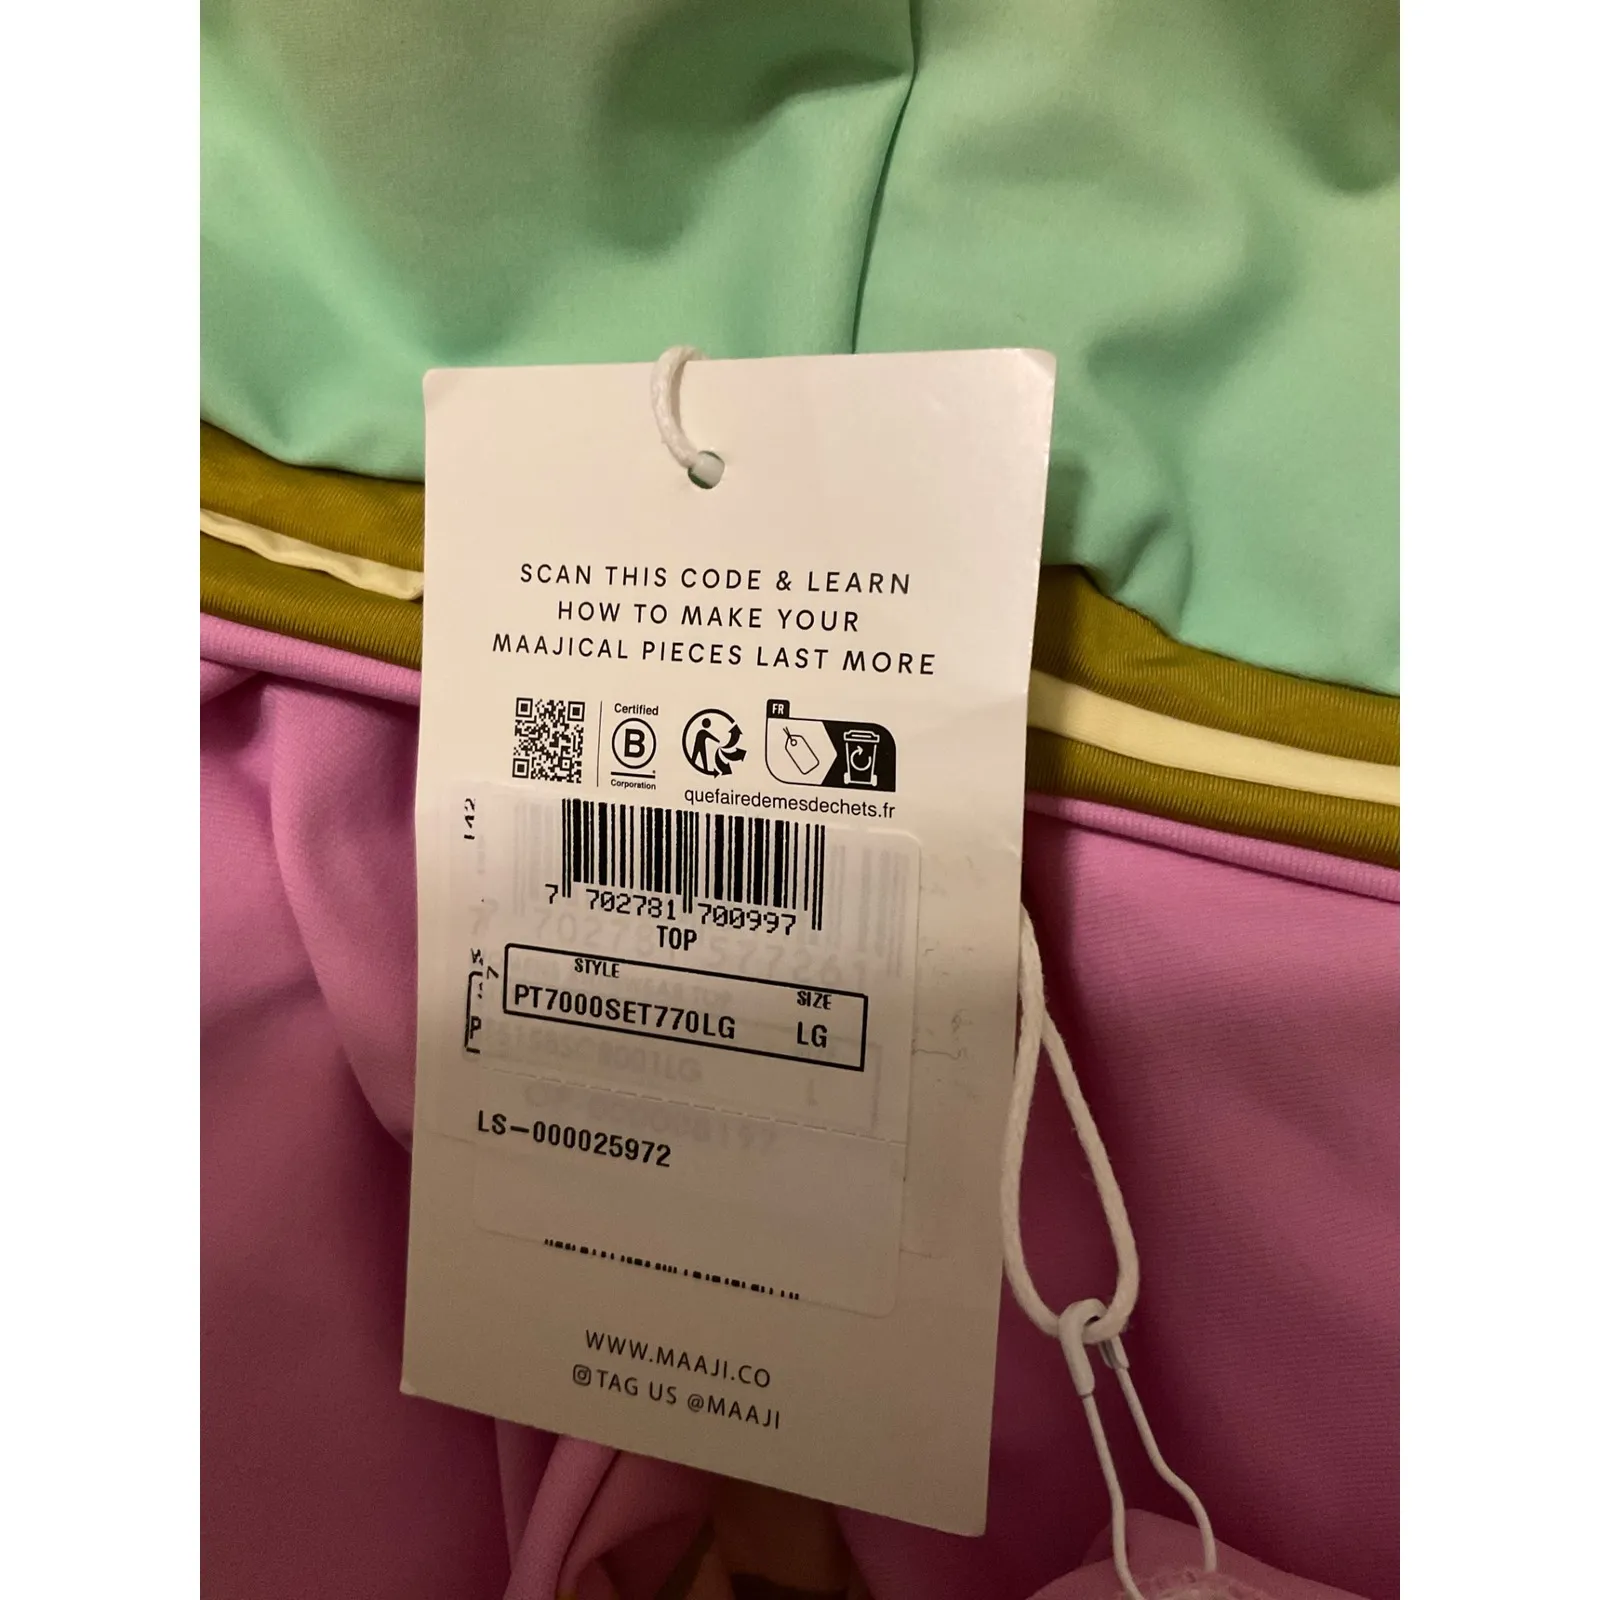 SCAN THIS CODE & LEARN
HOW TO MAKE YOUR
MAAJICAL PIECES LAST MORE
Certified
B
Corporation
FR
quefairedemesdechets.fr
142
7 702781 700997
TOP
STYLE SIZE
PT7000SET770LG LG
P
LS-000025972
WWW.MAAJI.CO
TAG US @MAAJI